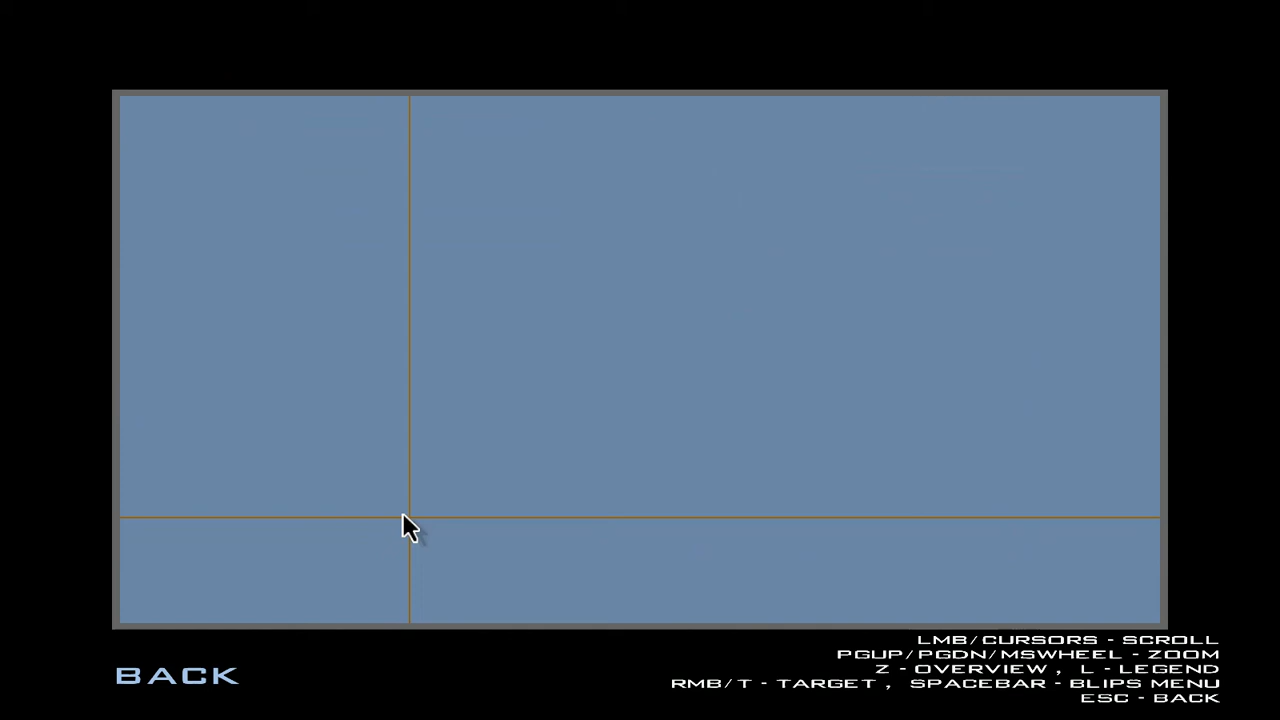 LMB/CURSORS - SCROLL
PGUP/PGDN/MSWHEEL - ZOOM
Z - OVERVIEW , L - LEGEND
RMB/T - TARGET , SPACEBAR - BLIPS MENU
ESC - BACK
BACK